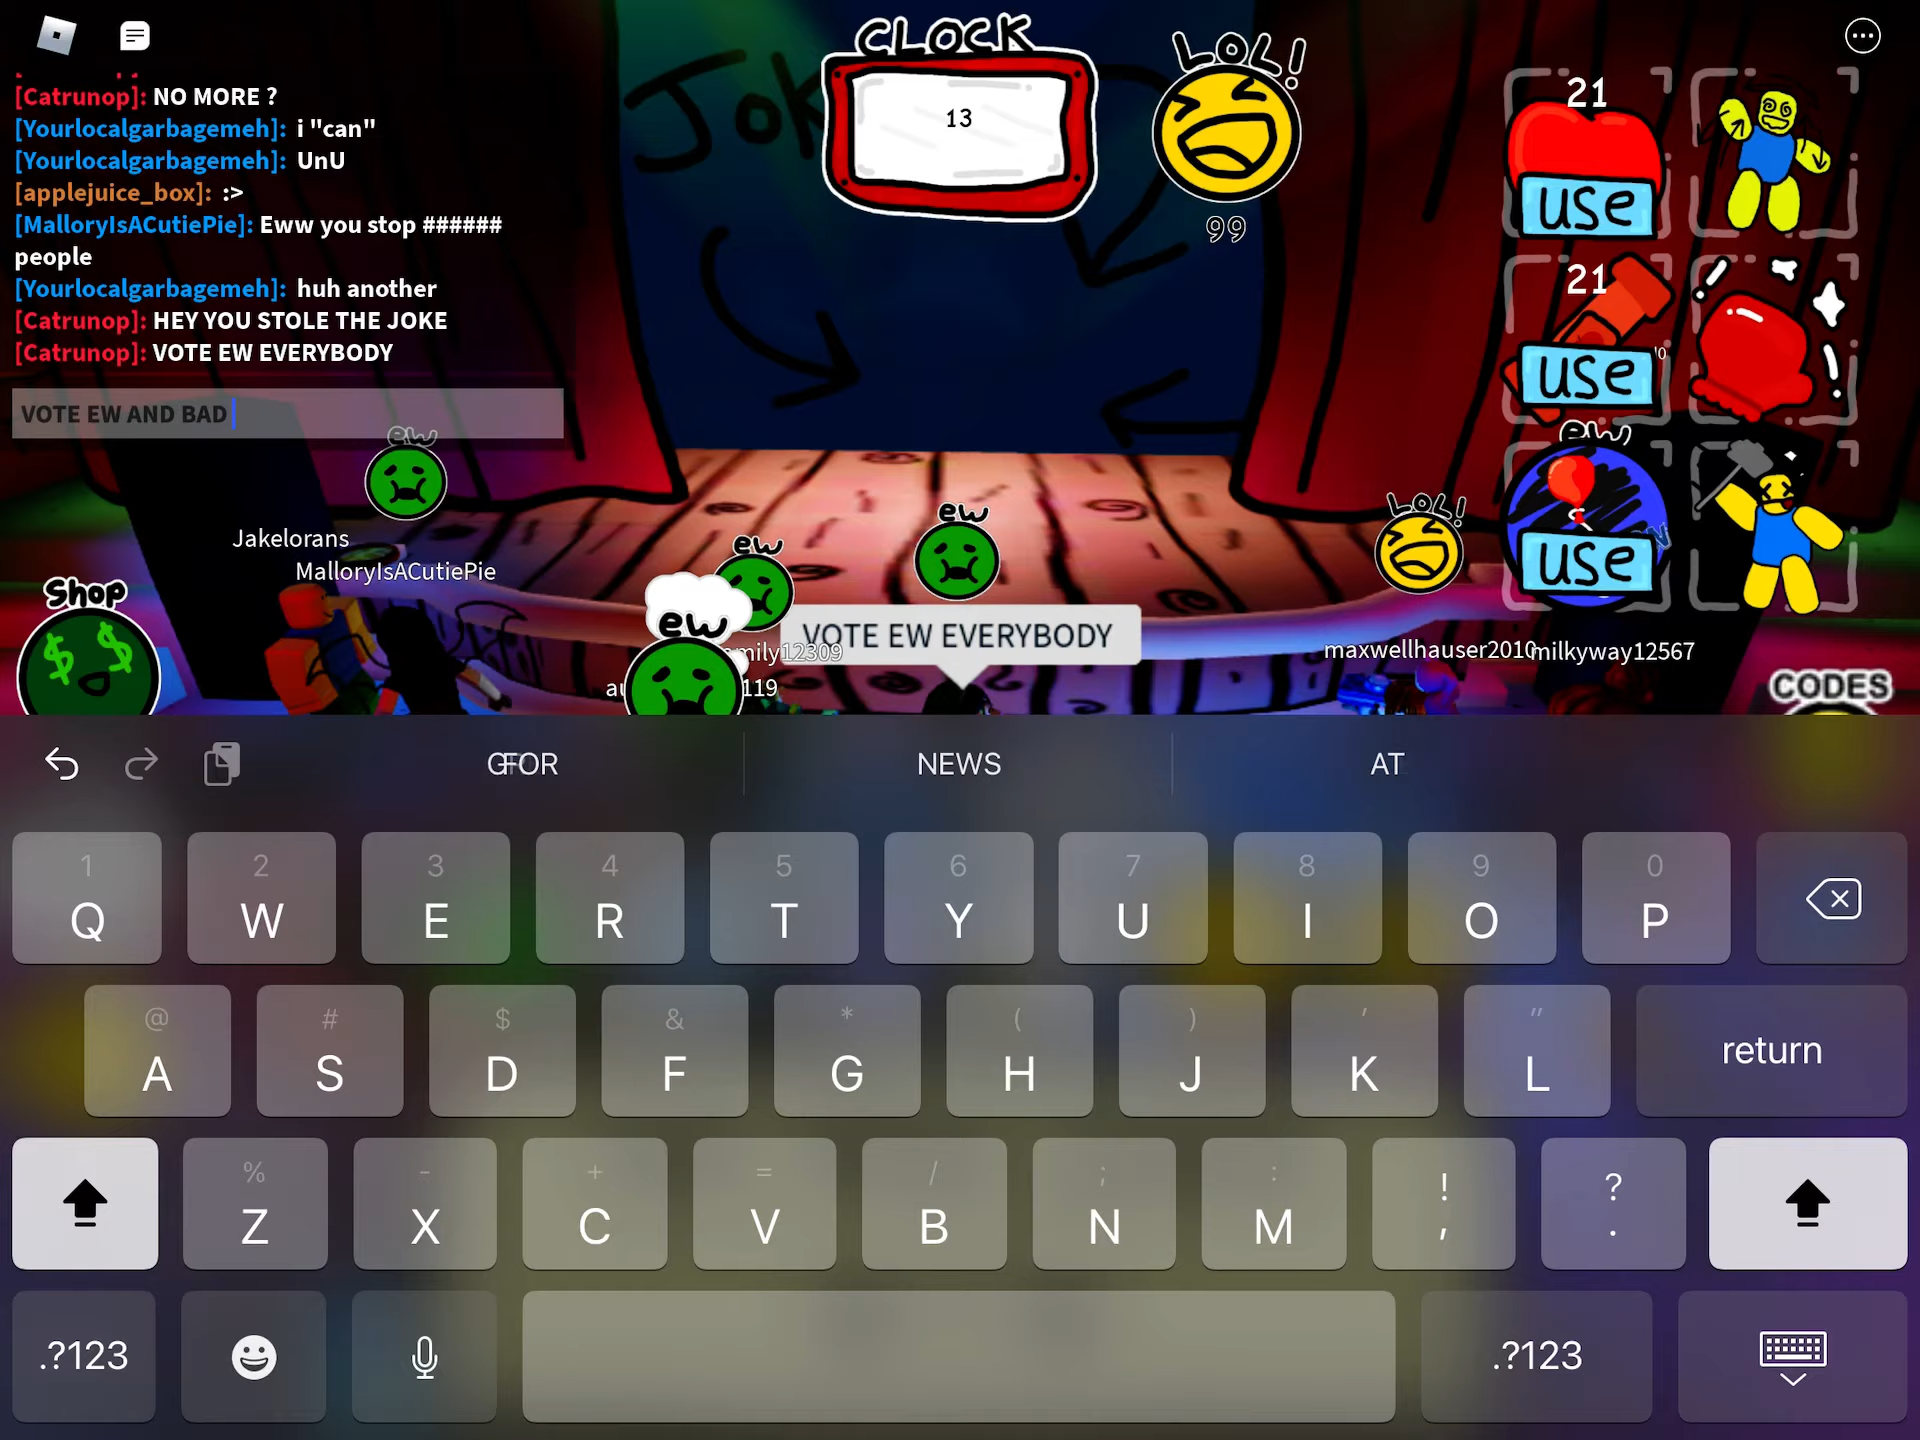 CLOCK
13
LOL!
99
[Catrunop]: NO MORE ?
[Yourlocalgarbagemeh]: i "can"
[Yourlocalgarbagemeh]: UnU
[applejuice_box]: :>
[MalloryIsACutiePie]: Eww you stop ######
people
[Yourlocalgarbagemeh]: huh another
[Catrunop]: HEY YOU STOLE THE JOKE
[Catrunop]: VOTE EW EVERYBODY
VOTE EW AND BAD
21
use
21
use
ew
use
ew
Jakelorans
MalloryIsACutiePie
Shop
ew
ew
ew
VOTE EW EVERYBODY
LOL!
maxwellhauser2010
milkyway12567
CODES
FOR
NEWS
AT
1 2 3 4 5 6 7 8 9 0
Q W E R T Y U I O P
@ # $ & * ( ) ' "
A S D F G H J K L return
% - + = / ; : ! ?
Z X C V B N M , .
.?123 .?123